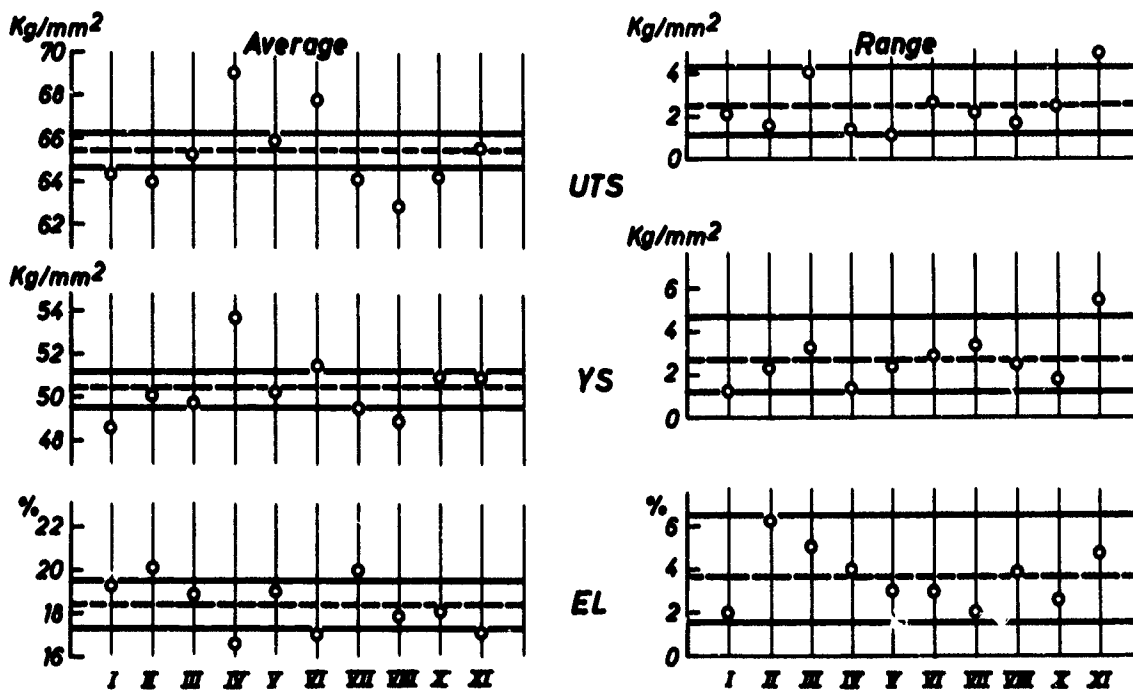 Kg/mm2
Average
70
68
66
64
62
Kg/mm2
Range
4
2
0
UTS
Kg/mm2
54
52
50
48
Kg/mm2
6
4
2
0
YS
%
22
20
18
16
I II III IV V VI VII VIII X XI
%
6
4
2
0
EL
I II III IV V VI VII VIII X XI